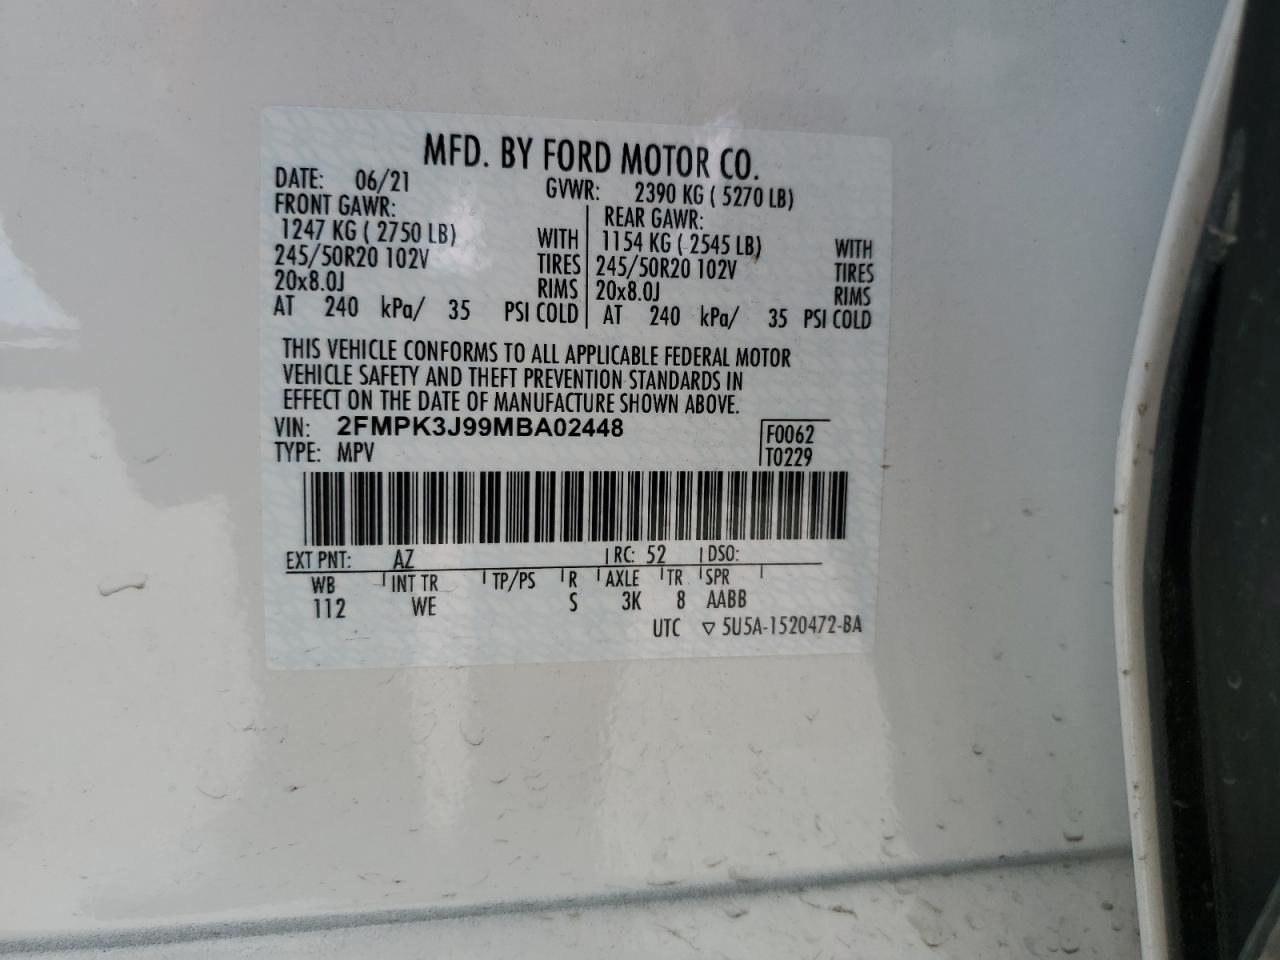 MFD. BY FORD MOTOR CO.
DATE: 06/21 GVWR: 2390 KG ( 5270 LB)
FRONT GAWR: REAR GAWR:
1247 KG ( 2750 LB) WITH 1154 KG ( 2545 LB) WITH
245/50R20 102V TIRES 245/50R20 102V TIRES
20x8.0J RIMS 20x8.0J RIMS
AT 240 kPa/ 35 PSI COLD AT 240 kPa/ 35 PSI COLD
THIS VEHICLE CONFORMS TO ALL APPLICABLE FEDERAL MOTOR
VEHICLE SAFETY AND THEFT PREVENTION STANDARDS IN
EFFECT ON THE DATE OF MANUFACTURE SHOWN ABOVE.
VIN: 2FMPK3J99MBA02448 F0062
TYPE: MPV T0229
EXT PNT: AZ RC: 52 DSO:
WB INT TR TP/PS R AXLE TR SPR
112 WE S 3K 8 AABB
UTC ▽ 5U5A-1520472-BA